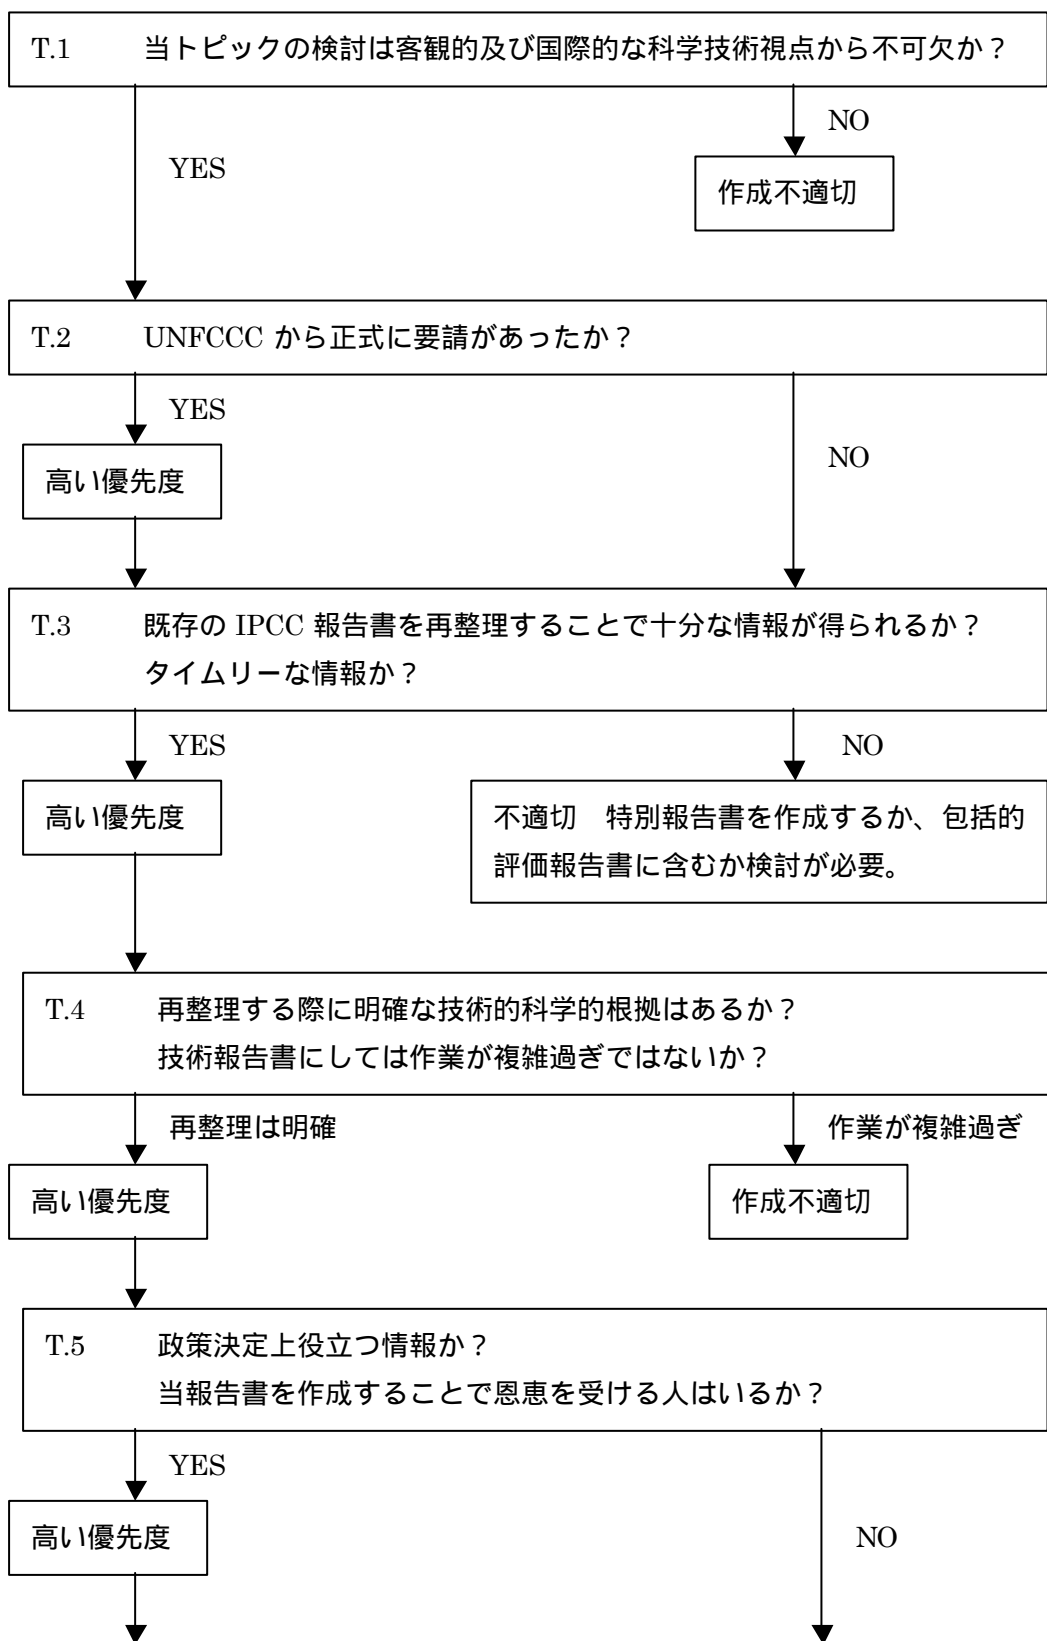 T.1 当トピックの検討は客観的及び国際的な科学技術視点から不可欠か？
NO
YES
作成不適切
T.2 UNFCCC から正式に要請があったか？
YES
NO
高い優先度
T.3 既存の IPCC 報告書を再整理することで十分な情報が得られるか？
タイムリーな情報か？
YES
NO
高い優先度
不適切　特別報告書を作成するか、包括的
評価報告書に含むか検討が必要。
T.4 再整理する際に明確な技術的科学的根拠はあるか？
技術報告書にしては作業が複雑過ぎではないか？
再整理は明確
作業が複雑過ぎ
高い優先度
作成不適切
T.5 政策決定上役立つ情報か？
当報告書を作成することで恩恵を受ける人はいるか？
YES
高い優先度
NO